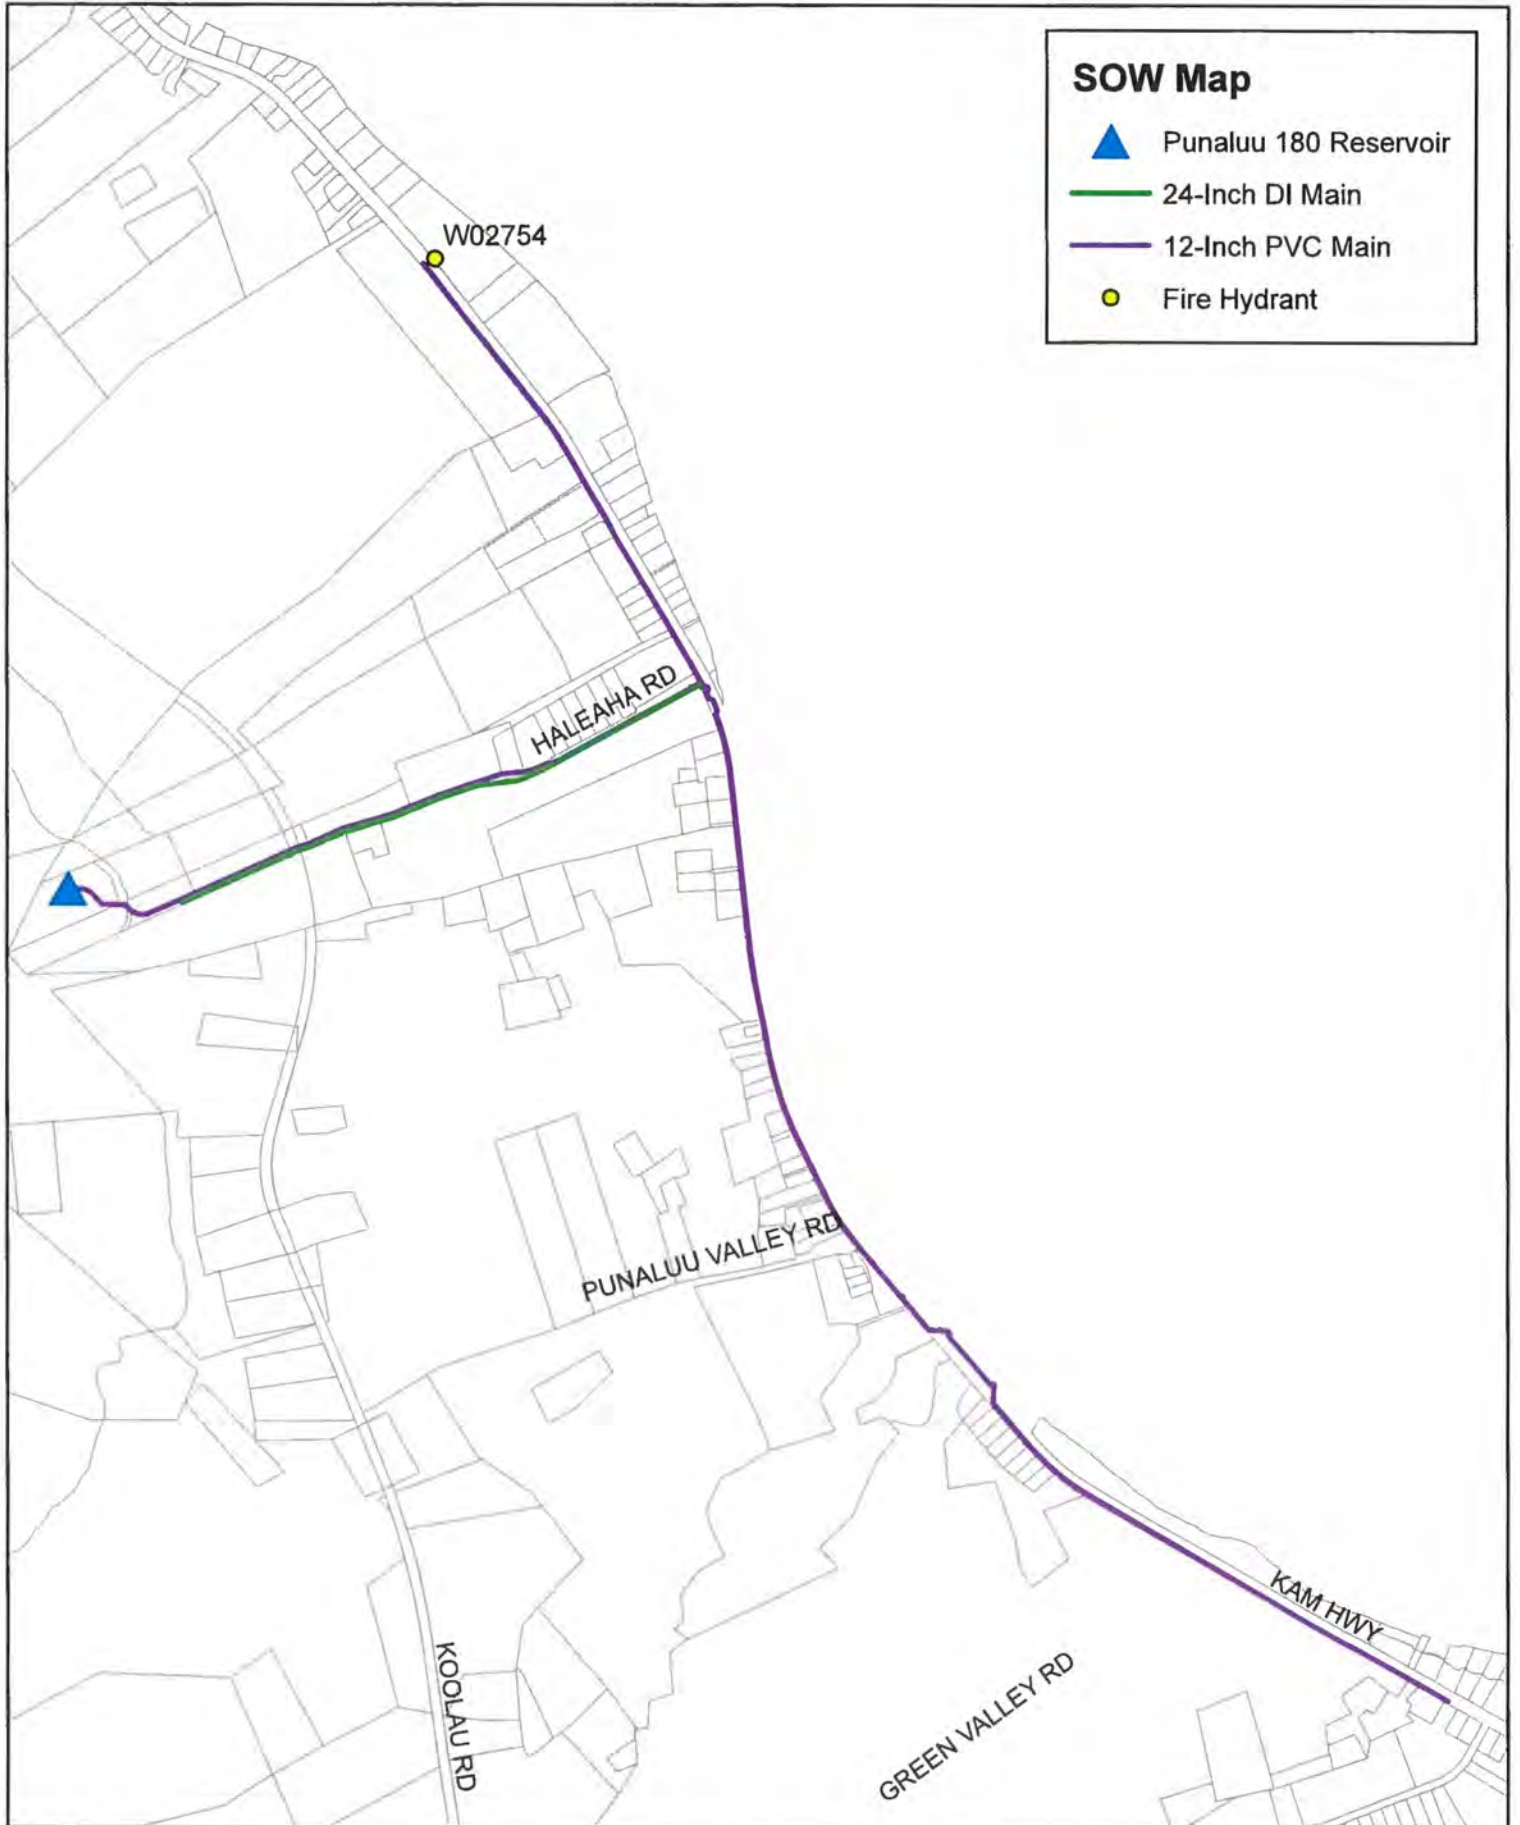 SOW Map
Punaluu 180 Reservoir
24-Inch DI Main
12-Inch PVC Main
Fire Hydrant
W02754
HALEAHA RD
PUNALUU VALLEY RD
KAM HWY
KOOLAU RD
GREEN VALLEY RD